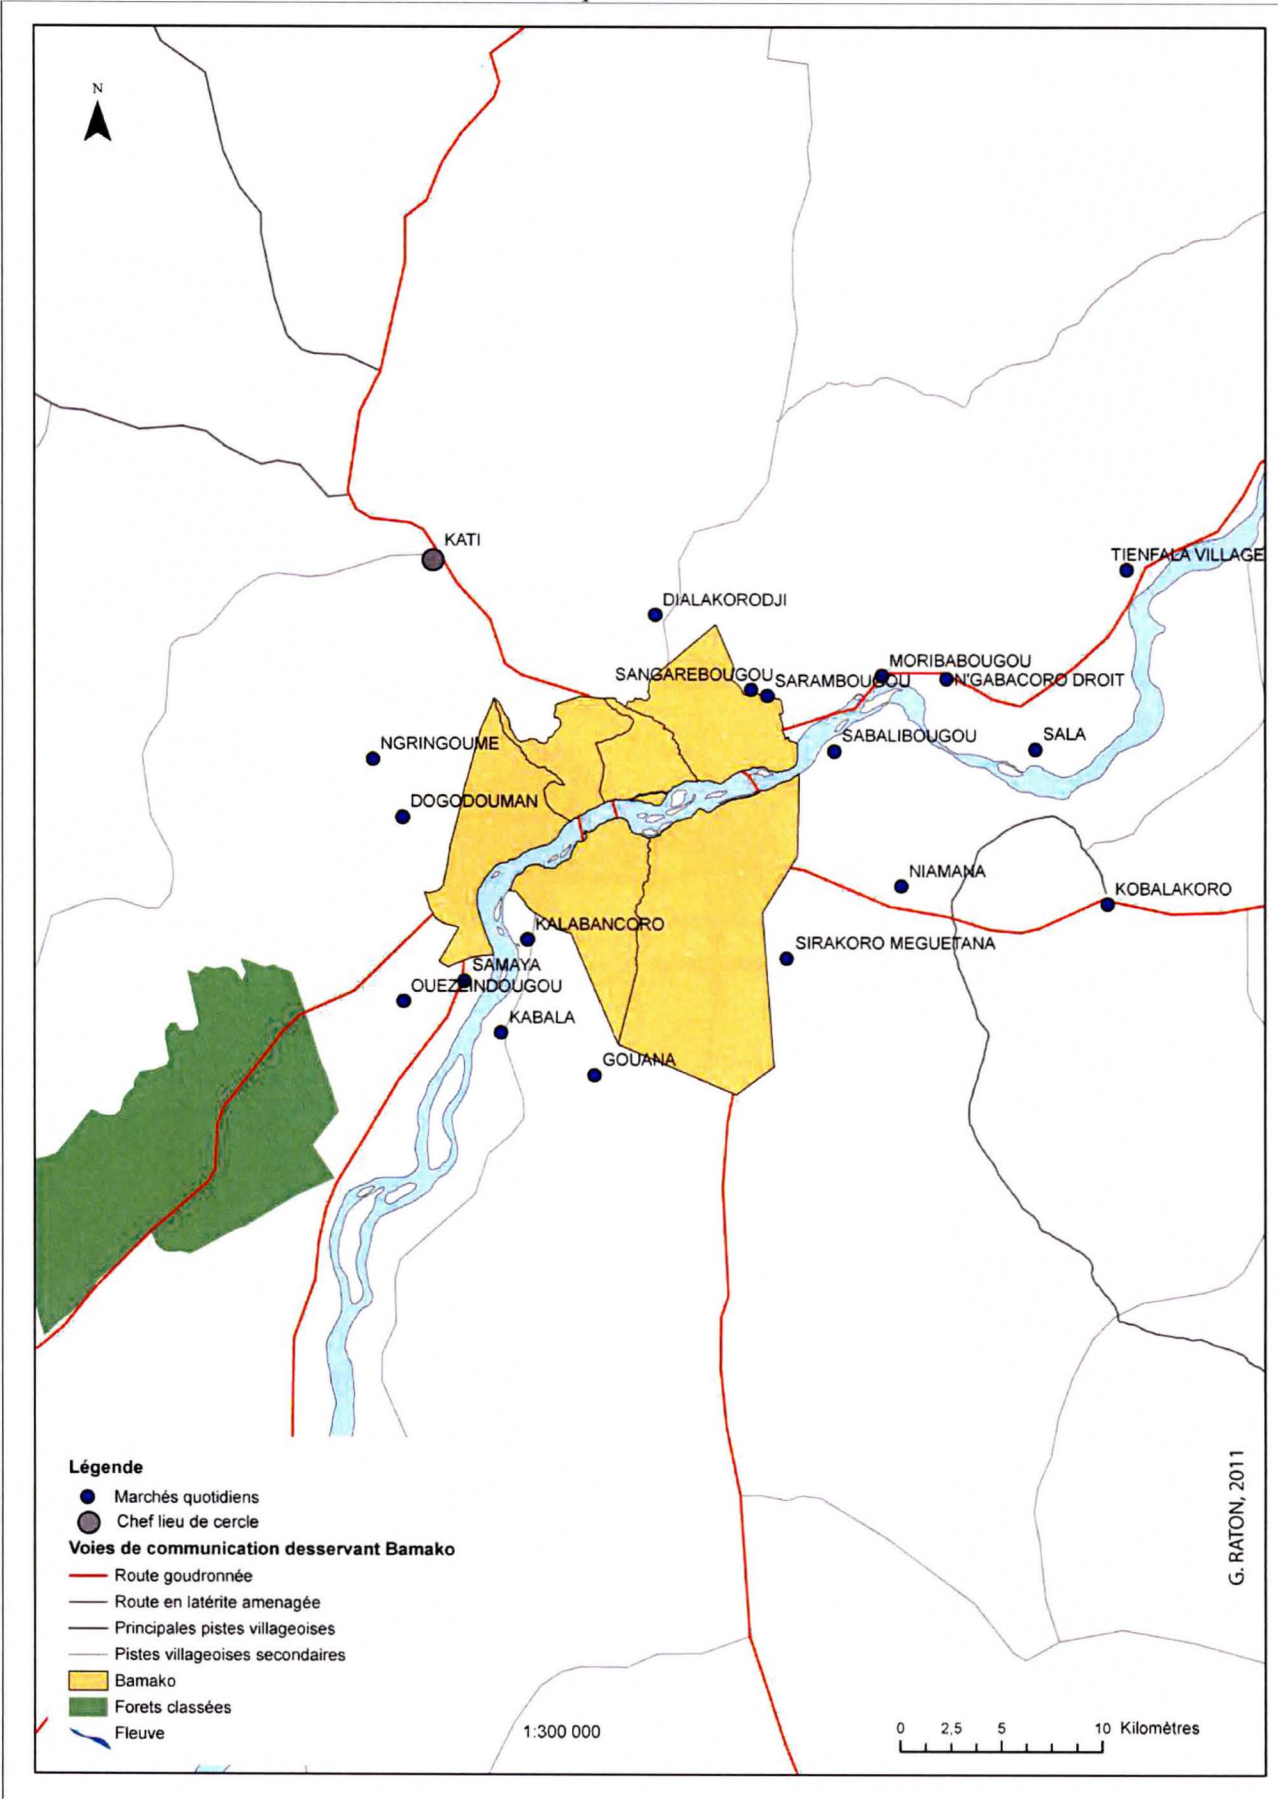 N
KATI
TIENFALA VILLAGE
DIALAKORODJI
MORIBABOUGOU
SANGAREBOUGOU
SARAMBOUGOU
N'GABACORO DROIT
SABALIBOUGOU
SALA
NGRINGOUME
DOGODOUMAN
NIAMANA
KOBALAKORO
KALABANCORO
SIRAKORO MEGUETANA
SAMAYA
OUEZZINDOUGOU
KABALA
GOUANA
Légende
Marchés quotidiens
Chef lieu de cercle
Voies de communication desservant Bamako
Route goudronnée
Route en latérite amenagée
Principales pistes villageoises
Pistes villageoises secondaires
Bamako
Forets classées
Fleuve
1:300 000
0 2,5 5 10 Kilomètres
G. RATON, 2011